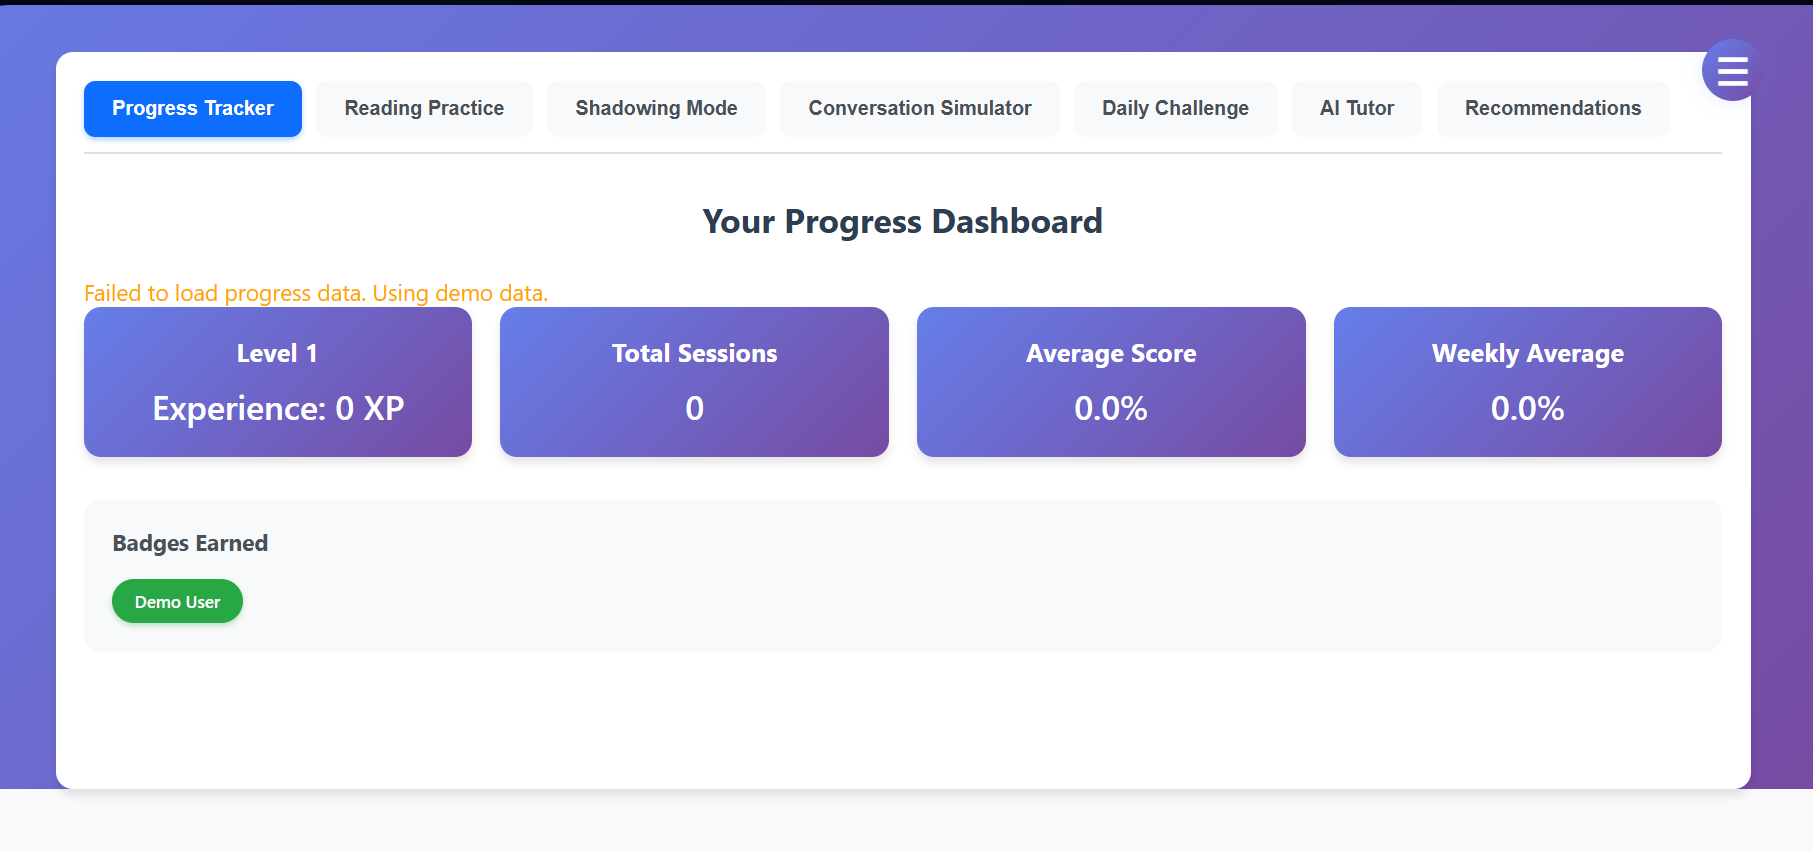 Progress Tracker
Reading Practice
Shadowing Mode
Conversation Simulator
Daily Challenge
AI Tutor
Recommendations
Your Progress Dashboard
Failed to load progress data. Using demo data.
Level 1
Experience: 0 XP
Total Sessions
0
Average Score
0.0%
Weekly Average
0.0%
Badges Earned
Demo User